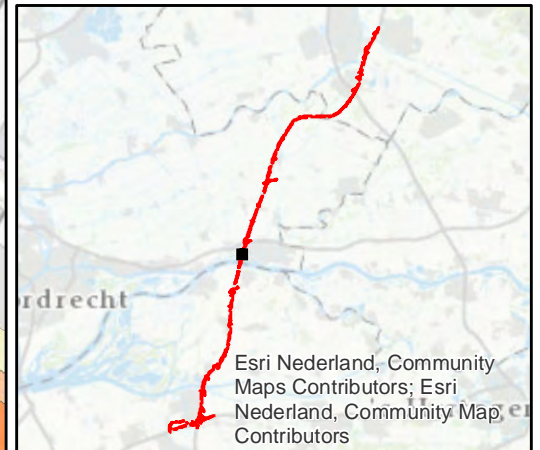 ordrecht
Esri Nederland, Community
Maps Contributors; Esri
Nederland, Community Map
Contributors